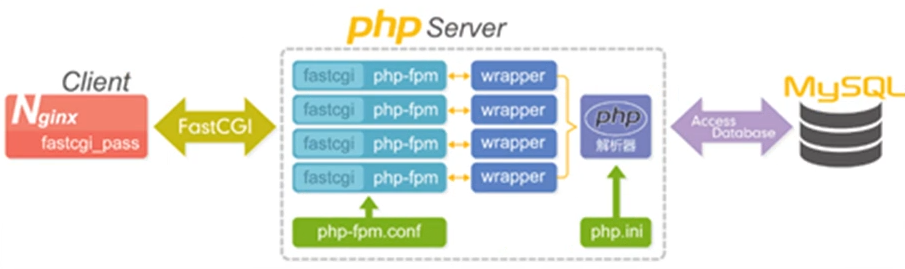 php Server
Client
Nginx
fastcgi_pass
FastCGI
fastcgi php-fpm wrapper
fastcgi php-fpm wrapper
fastcgi php-fpm wrapper
fastcgi php-fpm wrapper
php-fpm.conf
php
解析器
php.ini
Access
Database
MySQL